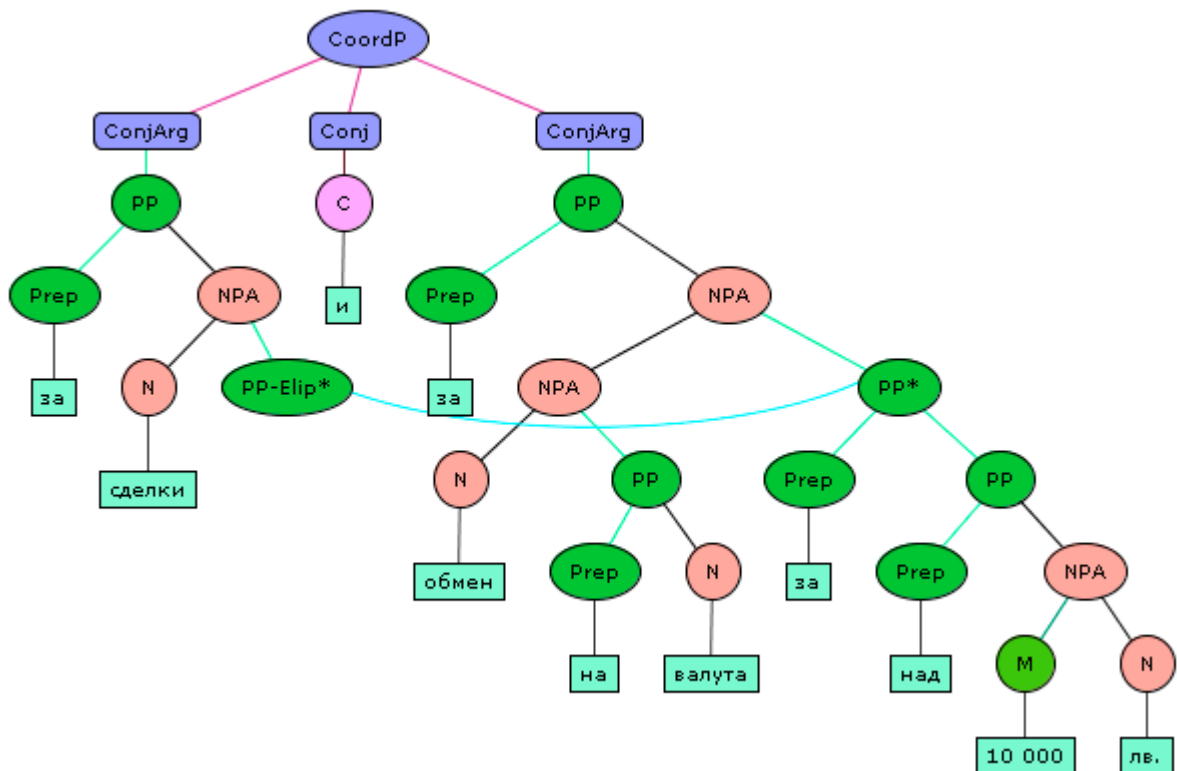 CoordP
ConjArg Conj ConjArg
PP C PP
Prep NPA и Prep NPA
за N PP-Elip* за NPA PP*
сделки N PP Prep PP
обмен Prep N за Prep NPA
на валута над M N
10 000 лв.